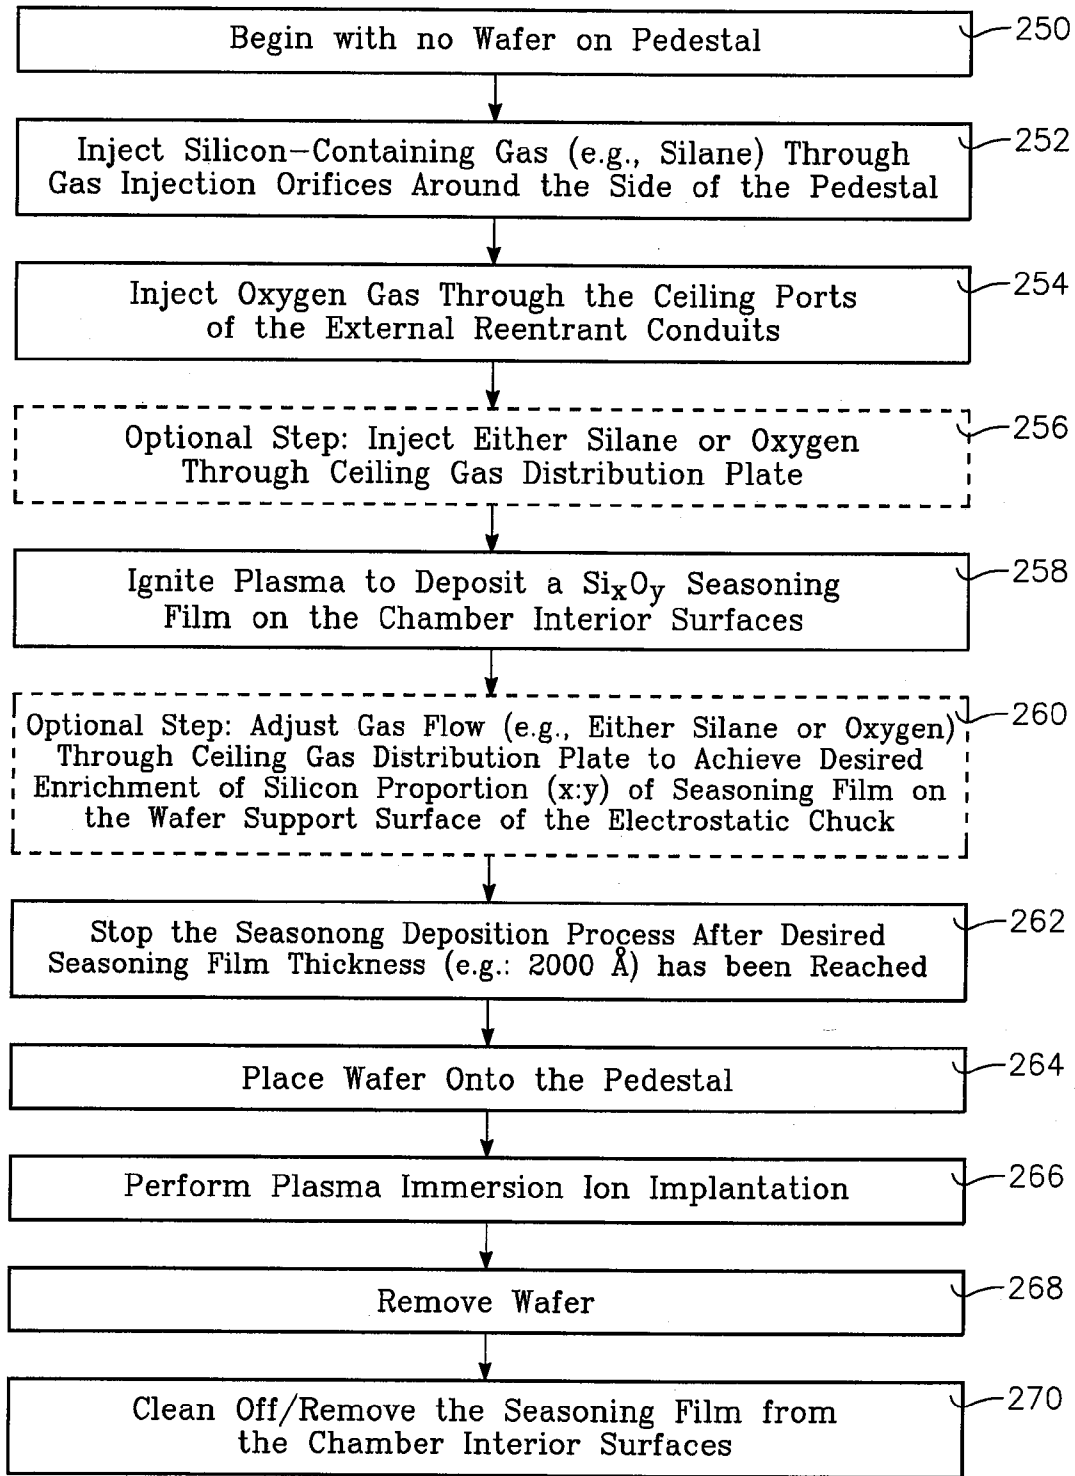 Begin with no Wafer on Pedestal
250
Inject Silicon-Containing Gas (e.g., Silane) Through
Gas Injection Orifices Around the Side of the Pedestal
252
Inject Oxygen Gas Through the Ceiling Ports
of the External Reentrant Conduits
254
Optional Step: Inject Either Silane or Oxygen
Through Ceiling Gas Distribution Plate
256
Ignite Plasma to Deposit a SixOy Seasoning
Film on the Chamber Interior Surfaces
258
Optional Step: Adjust Gas Flow (e.g., Either Silane or Oxygen)
Through Ceiling Gas Distribution Plate to Achieve Desired
Enrichment of Silicon Proportion (x:y) of Seasoning Film on
the Wafer Support Surface of the Electrostatic Chuck
260
Stop the Seasonong Deposition Process After Desired
Seasoning Film Thickness (e.g.: 2000 Å) has been Reached
262
Place Wafer Onto the Pedestal
264
Perform Plasma Immersion Ion Implantation
266
Remove Wafer
268
Clean Off/Remove the Seasoning Film from
the Chamber Interior Surfaces
270